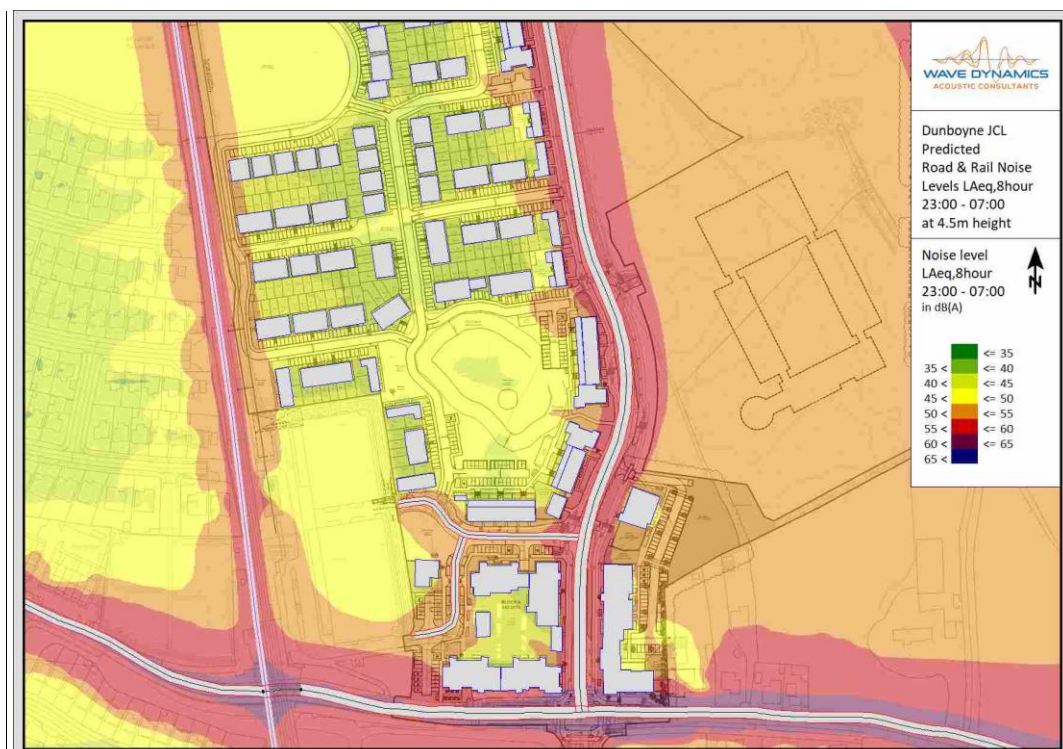 WAVE DYNAMICS
ACOUSTIC CONSULTANTS
Dunboyne JCL
Predicted
Road & Rail Noise
Levels LAeq,8hour
23:00 - 07:00
at 4.5m height
Noise level
LAeq,8hour
23:00 - 07:00
in dB(A)
N
<= 35
35 < <= 40
40 < <= 45
45 < <= 50
50 < <= 55
55 < <= 60
60 < <= 65
65 <